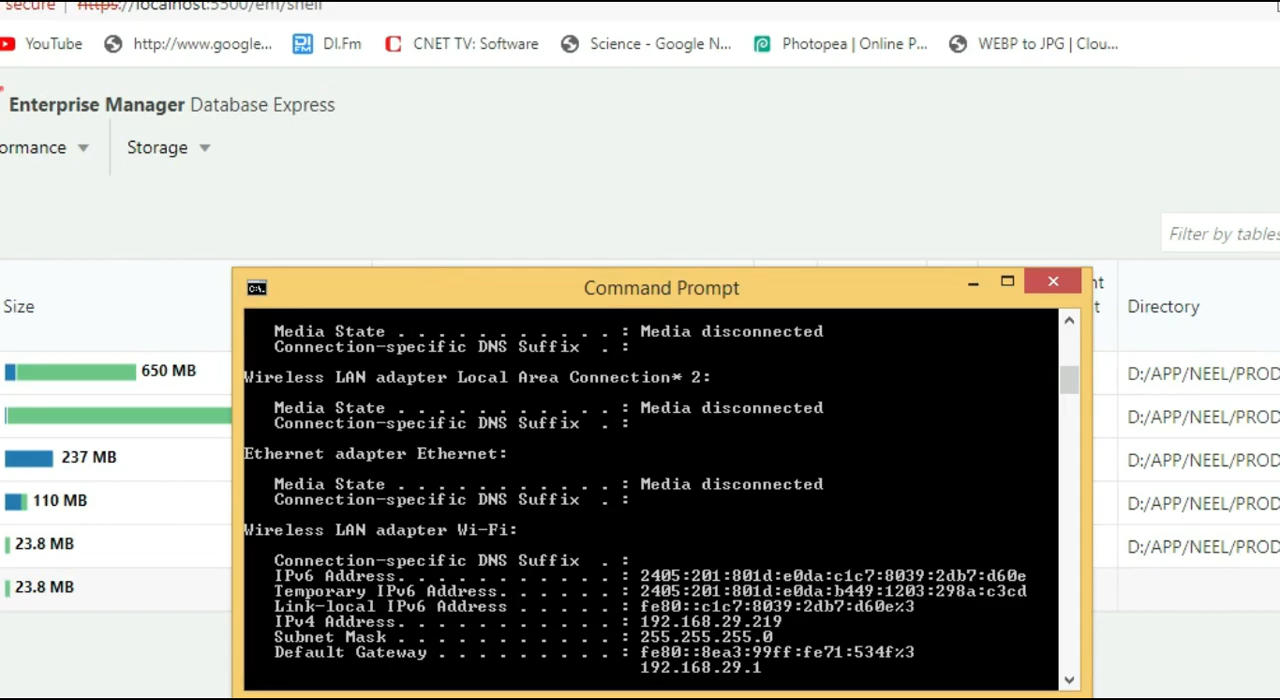 secure | https://localhost:5500/em/shell
YouTube http://www.google... DI.Fm CNET TV: Software Science - Google N... Photopea | Online P... WEBP to JPG | Clou...
Enterprise Manager Database Express
ormance Storage
Filter by tables
Size
Directory
650 MB
237 MB
110 MB
23.8 MB
23.8 MB
D:/APP/NEEL/PROD
D:/APP/NEEL/PROD
D:/APP/NEEL/PROD
D:/APP/NEEL/PROD
D:/APP/NEEL/PROD
Command Prompt
Media State . . . . . . . . . . . : Media disconnected
Connection-specific DNS Suffix . :
Wireless LAN adapter Local Area Connection* 2:
Media State . . . . . . . . . . . : Media disconnected
Connection-specific DNS Suffix . :
Ethernet adapter Ethernet:
Media State . . . . . . . . . . . : Media disconnected
Connection-specific DNS Suffix . :
Wireless LAN adapter Wi-Fi:
Connection-specific DNS Suffix . :
IPv6 Address. . . . . . . . . . . : 2405:201:801d:e0da:c1c7:8039:2db7:d60e
Temporary IPv6 Address. . . . . . : 2405:201:801d:e0da:b449:1203:298a:c3cd
Link-local IPv6 Address . . . . . : fe80::c1c7:8039:2db7:d60e%3
IPv4 Address. . . . . . . . . . . : 192.168.29.219
Subnet Mask . . . . . . . . . . . : 255.255.255.0
Default Gateway . . . . . . . . . : fe80::8ea3:99ff:fe71:534f%3
192.168.29.1